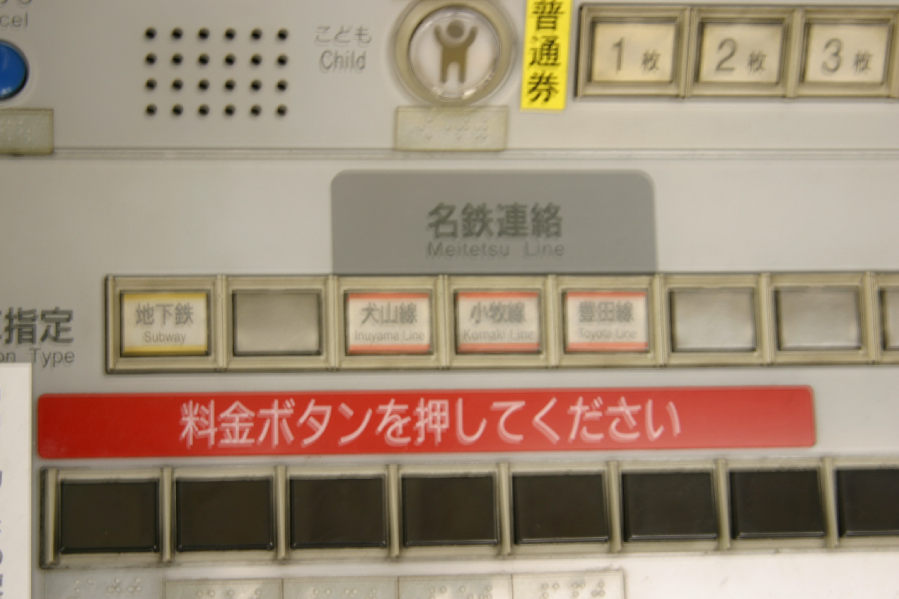 cel
こども
Child
普通券
1枚
2枚
3枚
名鉄連絡
Meitetsu Line
指定
on Type
地下鉄
Subway
犬山線
Inuyama Line
小牧線
Komaki Line
豊田線
Toyota Line
料金ボタンを押してください